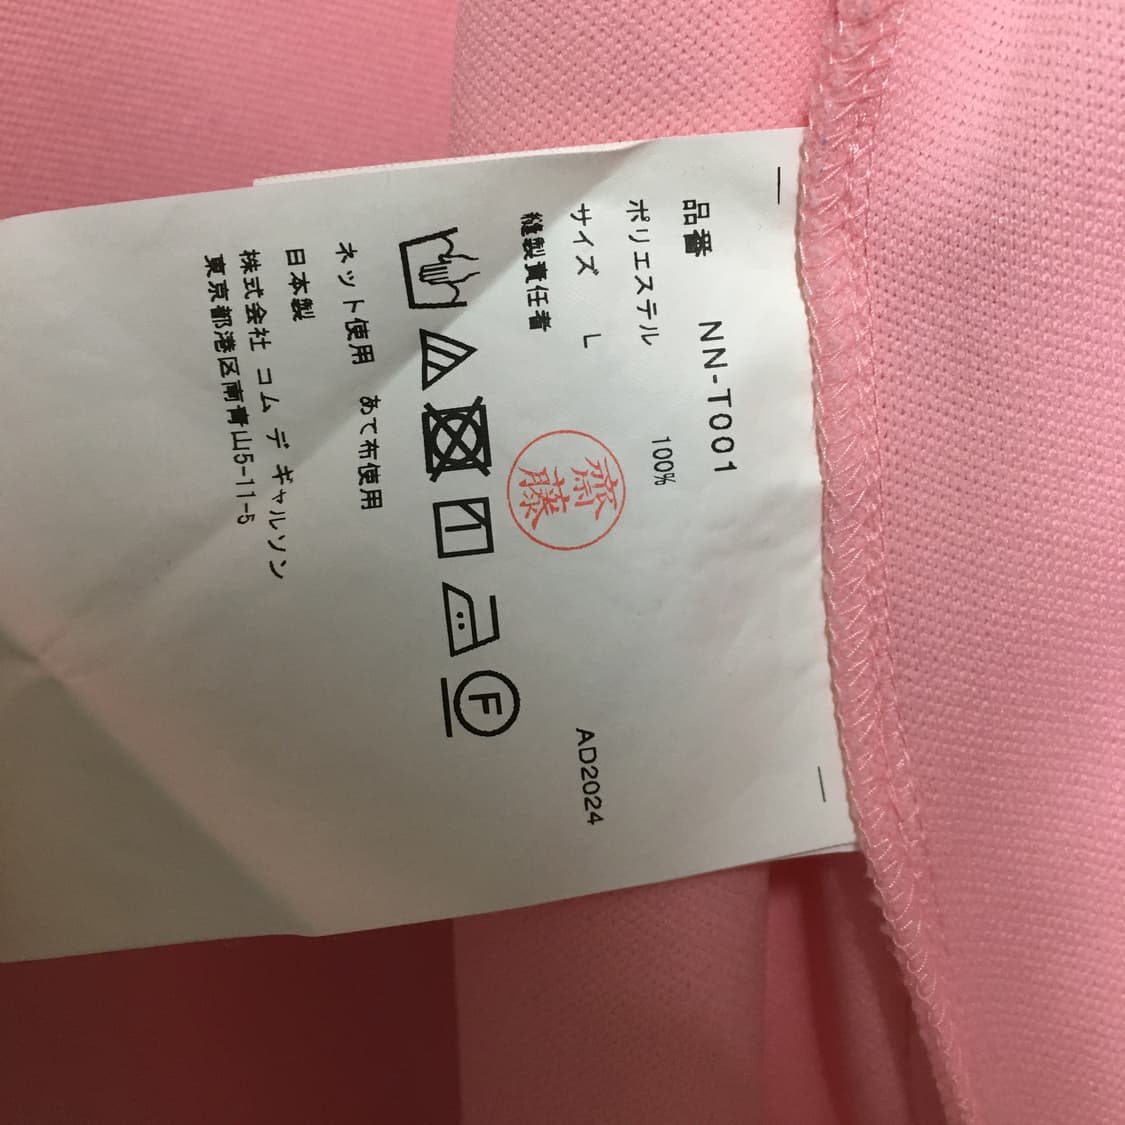 品番 NN-T001
ポリエステル 100%
サイズ L AD2024
縫製責任者 齋藤
F
ネット使用 あて布使用
日本製
株式会社 コム デ ギャルソン
東京都港区南青山5-11-5